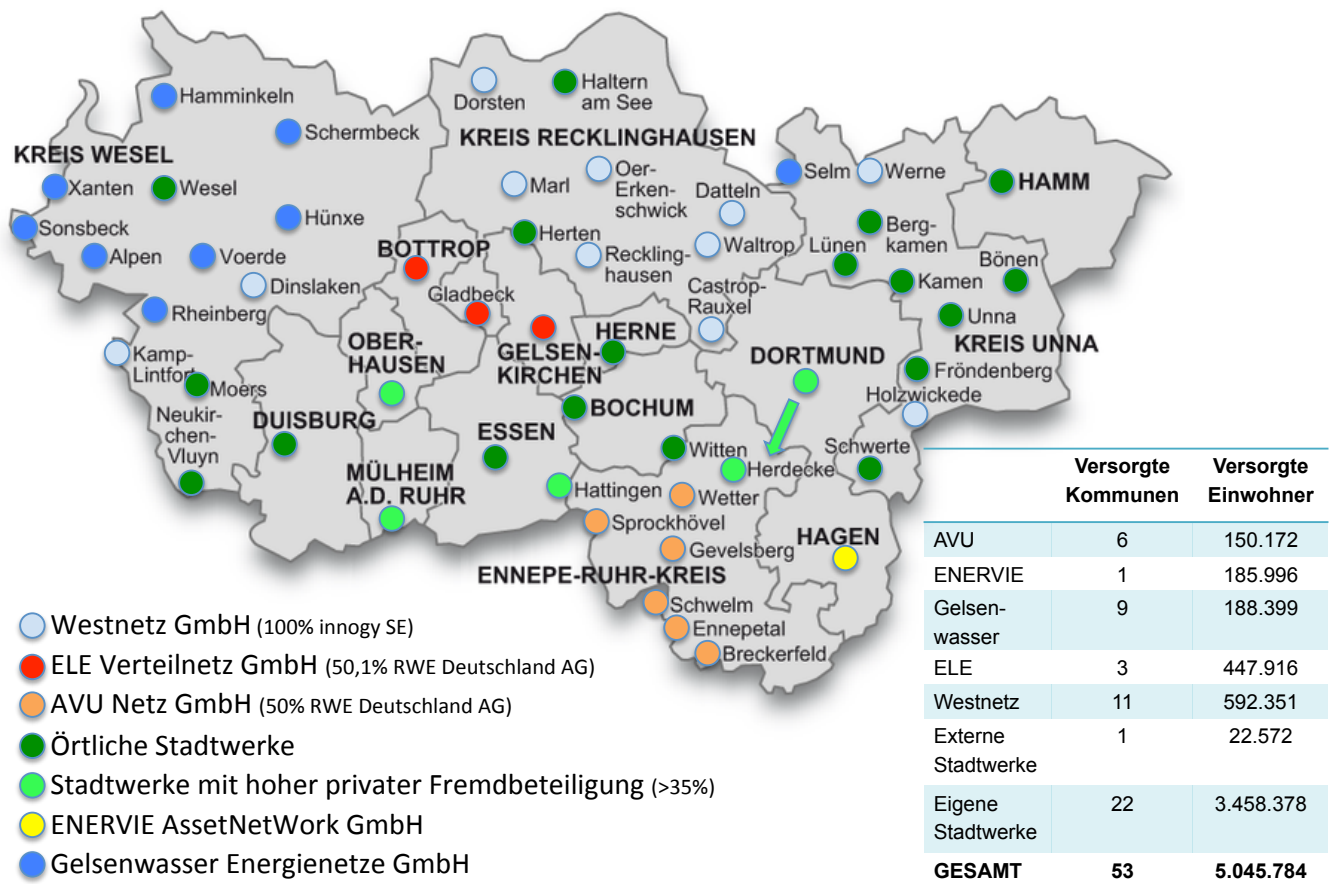 Hamminkeln
Schermbeck
KREIS WESEL
Xanten
Wesel
Sonsbeck
Hünxe
Alpen
Voerde
Dinslaken
Rheinberg
Kamp-
Lintfort
Moers
Neukir-
chen-
Vluyn
DUISBURG
Dorsten
Haltern
am See
KREIS RECKLINGHAUSEN
Marl
Oer-
Erken-
schwick
Datteln
Herten
Reckling-
hausen
Waltrop
Castrop-
Rauxel
BOTTROP
Gladbeck
OBER-
HAUSEN
GELSEN-
KIRCHEN
HERNE
BOCHUM
ESSEN
MÜLHEIM
A.D. RUHR
DORTMUND
Selm
Werne
HAMM
Berg-
kamen
Lünen
Bönen
Kamen
Unna
KREIS UNNA
Fröndenberg
Holzwickede
Schwerte
Witten
Herdecke
Hattingen
Wetter
Sprockhövel
Gevelsberg
HAGEN
ENNEPE-RUHR-KREIS
Schwelm
Ennepetal
Breckerfeld
Westnetz GmbH (100% innogy SE)
ELE Verteilnetz GmbH (50,1% RWE Deutschland AG)
AVU Netz GmbH (50% RWE Deutschland AG)
Örtliche Stadtwerke
Stadtwerke mit hoher privater Fremdbeteiligung (>35%)
ENERVIE AssetNetWork GmbH
Gelsenwasser Energienetze GmbH
Versorgte Versorgte
Kommunen Einwohner
AVU 6 150.172
ENERVIE 1 185.996
Gelsen- 9 188.399
wasser
ELE 3 447.916
Westnetz 11 592.351
Externe 1 22.572
Stadtwerke
Eigene 22 3.458.378
Stadtwerke
GESAMT 53 5.045.784